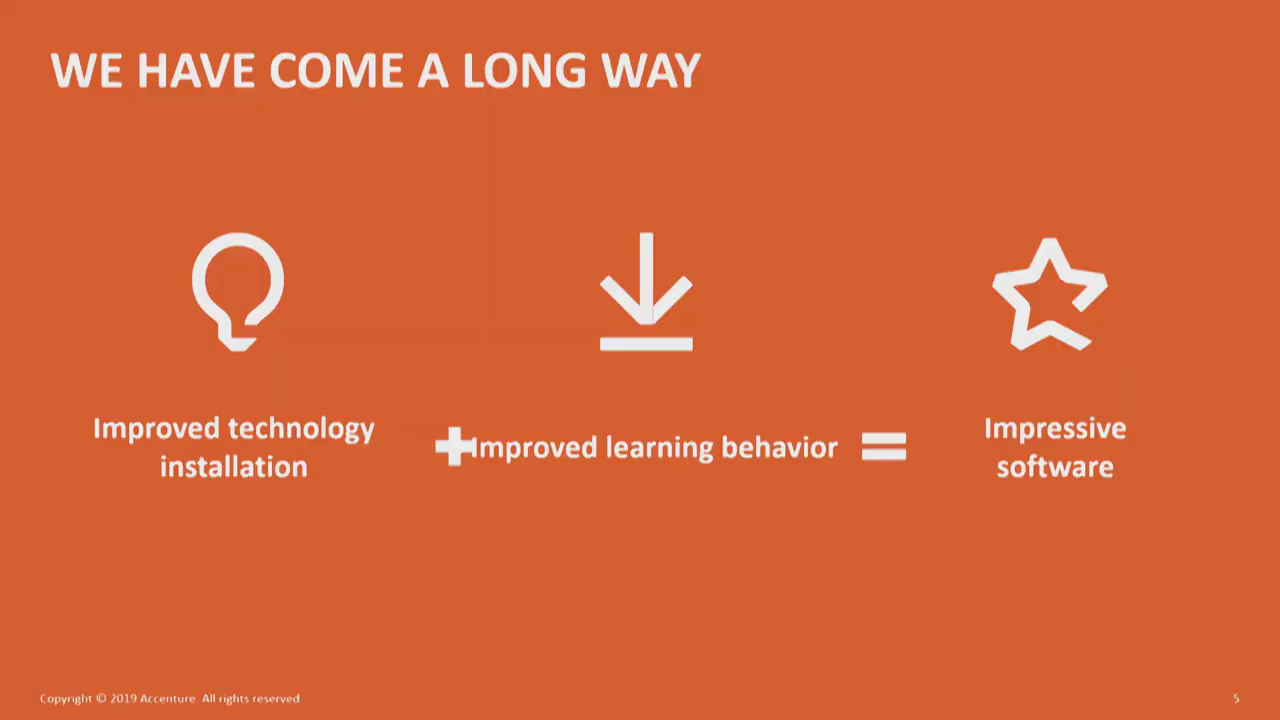 WE HAVE COME A LONG WAY
Improved technology
installation
Improved learning behavior
Impressive
software
Copyright © 2019 Accenture. All rights reserved
5